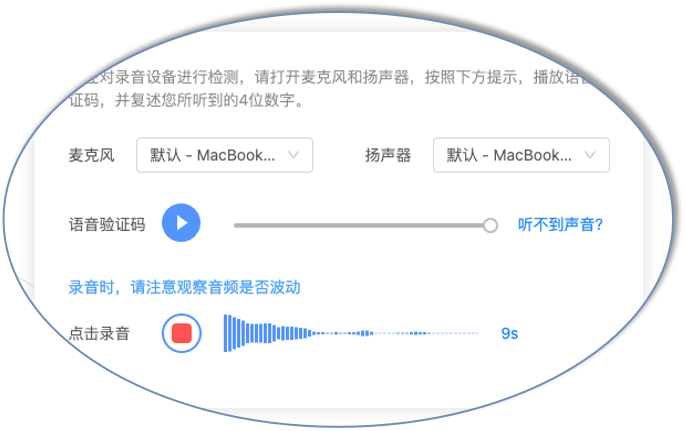 对录音设备进行检测，请打开麦克风和扬声器，按照下方提示，播放语音
证码，并复述您所听到的4位数字。
麦克风 默认 - MacBook... 扬声器 默认 - MacBook...
语音验证码 听不到声音?
录音时，请注意观察音频是否波动
点击录音 9s